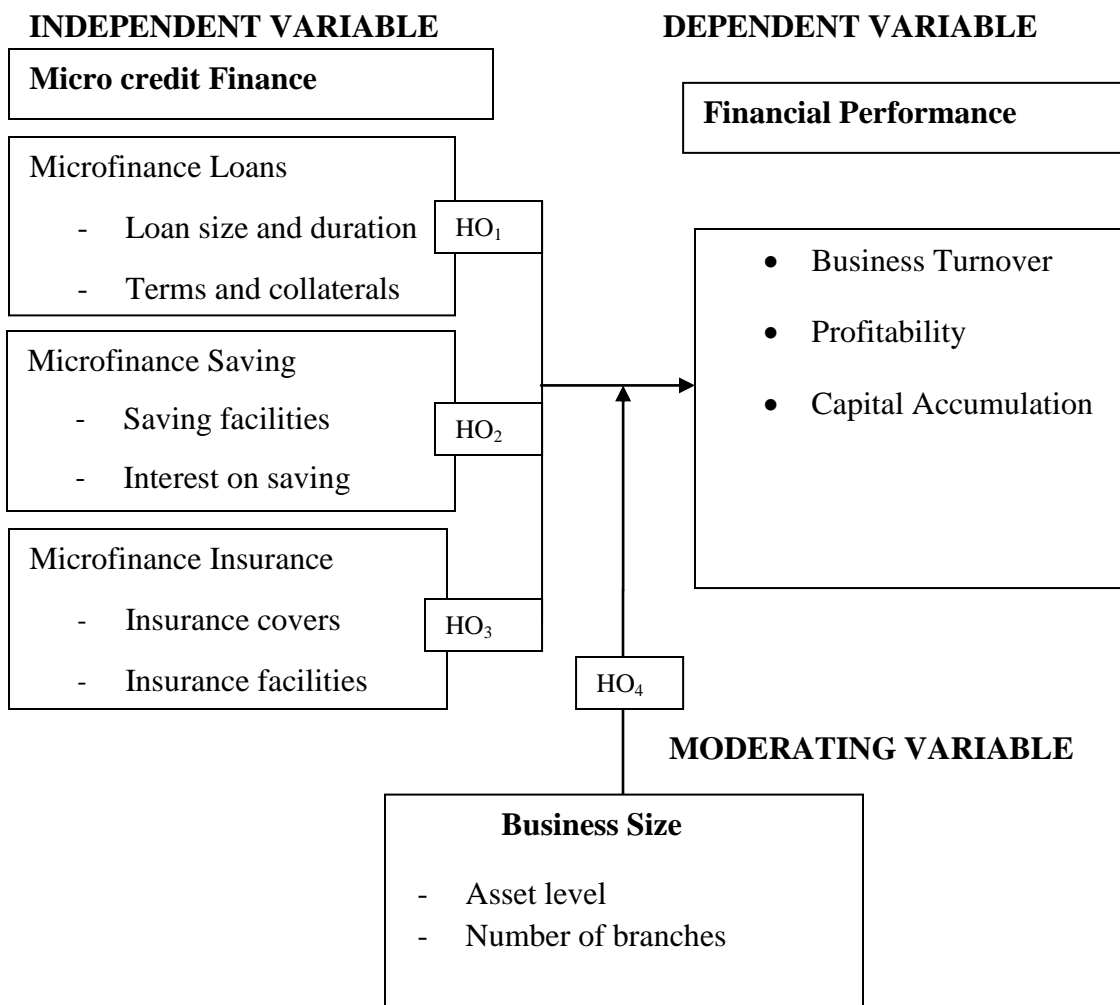 INDEPENDENT VARIABLE
DEPENDENT VARIABLE
Micro credit Finance
Financial Performance
Microfinance Loans
- Loan size and duration
- Terms and collaterals
HO₁
Microfinance Saving
- Saving facilities
- Interest on saving
HO₂
Microfinance Insurance
- Insurance covers
- Insurance facilities
HO₃
• Business Turnover
• Profitability
• Capital Accumulation
HO₄
MODERATING VARIABLE
Business Size
- Asset level
- Number of branches